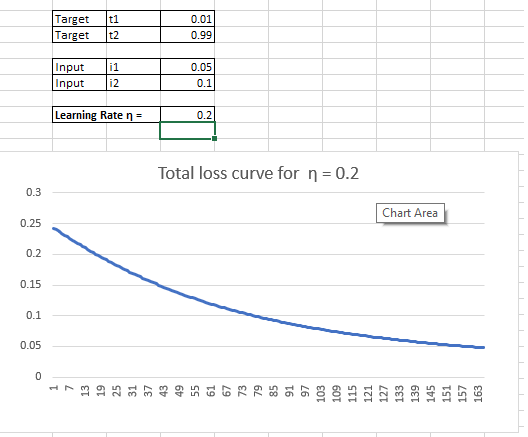 Target t1 0.01
Target t2 0.99
Input i1 0.05
Input i2 0.1
Learning Rate η = 0.2
Total loss curve for η = 0.2
Chart Area
0.3
0.25
0.2
0.15
0.1
0.05
0
1 7 13 19 25 31 37 43 49 55 61 67 73 79 85 91 97 103 109 115 121 127 133 139 145 151 157 163